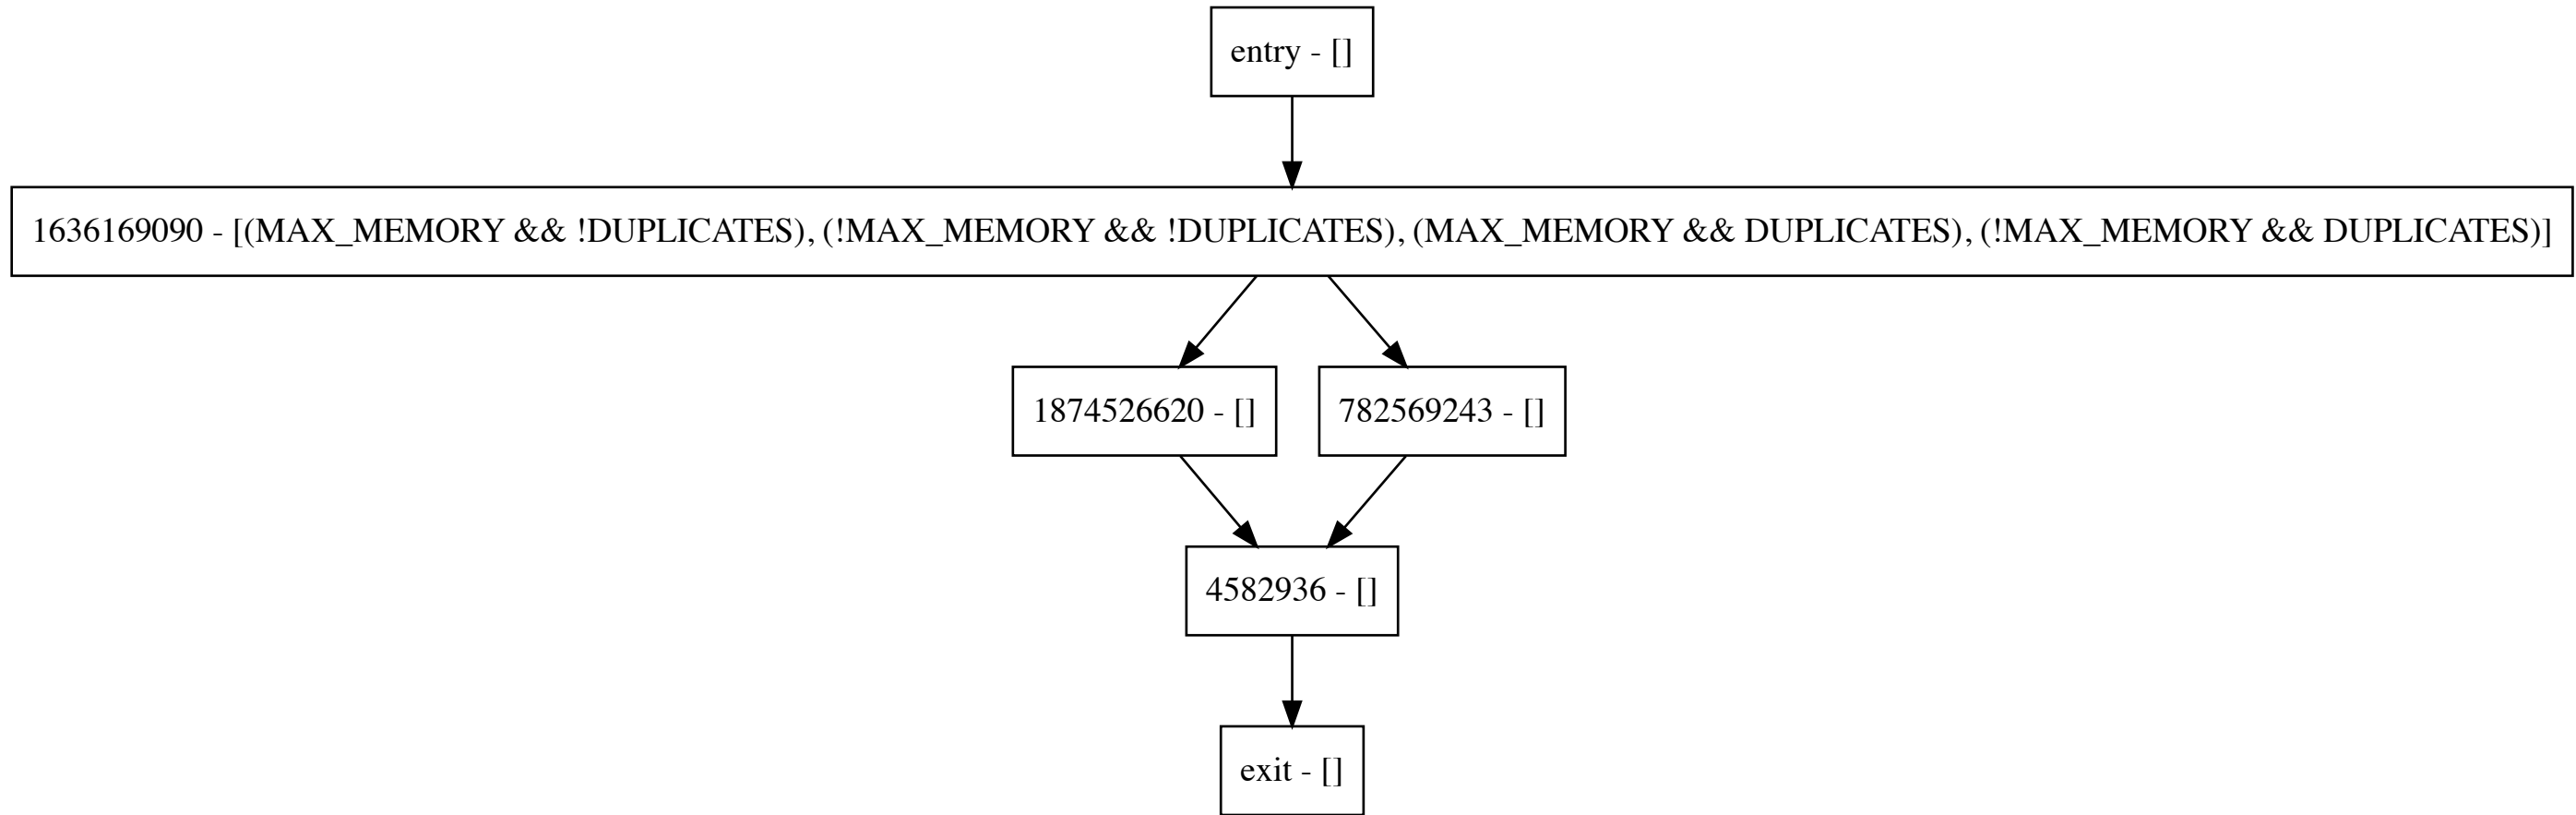 entry - []
1636169090 - [(MAX_MEMORY && !DUPLICATES), (!MAX_MEMORY && !DUPLICATES), (MAX_MEMORY && DUPLICATES), (!MAX_MEMORY && DUPLICATES)]
1874526620 - []
782569243 - []
4582936 - []
exit - []